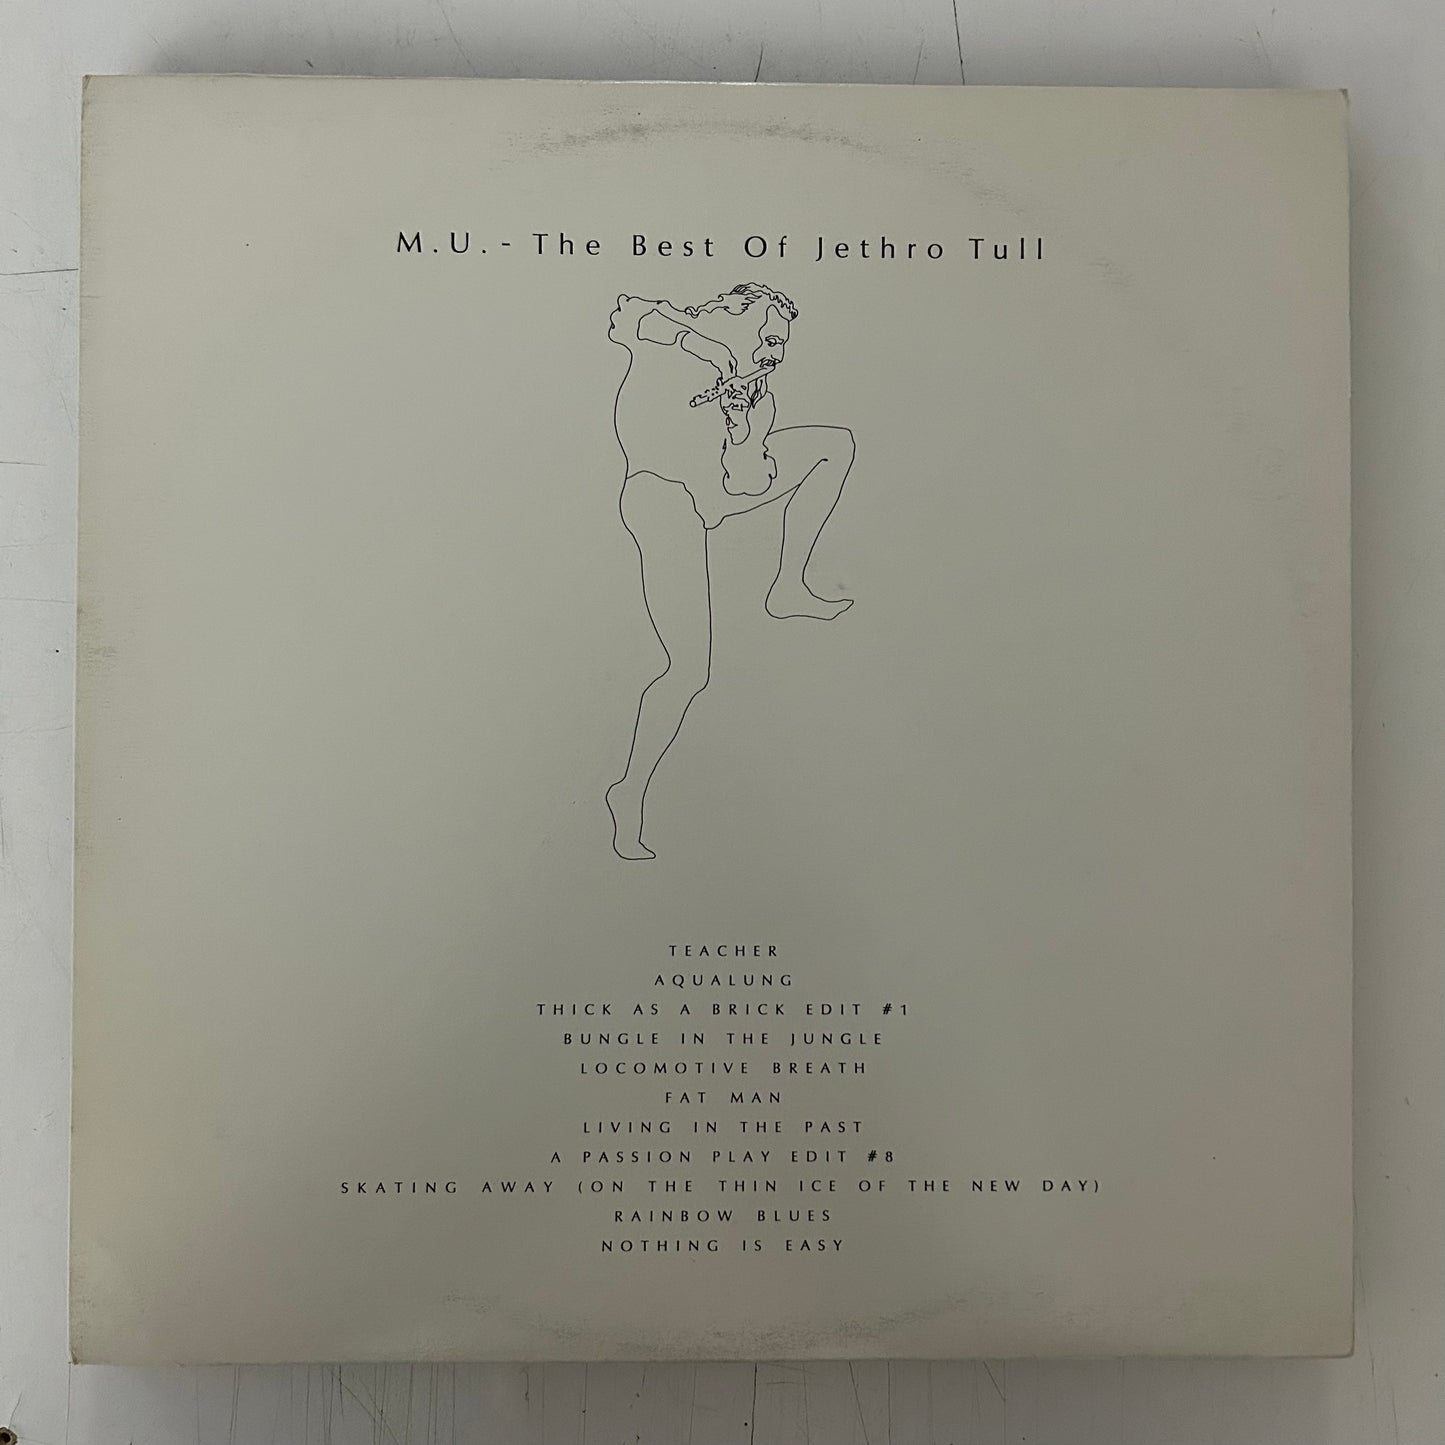 M.U. - The Best Of Jethro Tull
TEACHER
AQUALUNG
THICK AS A BRICK EDIT #1
BUNGLE IN THE JUNGLE
LOCOMOTIVE BREATH
FAT MAN
LIVING IN THE PAST
A PASSION PLAY EDIT #8
SKATING AWAY (ON THE THIN ICE OF THE NEW DAY)
RAINBOW BLUES
NOTHING IS EASY